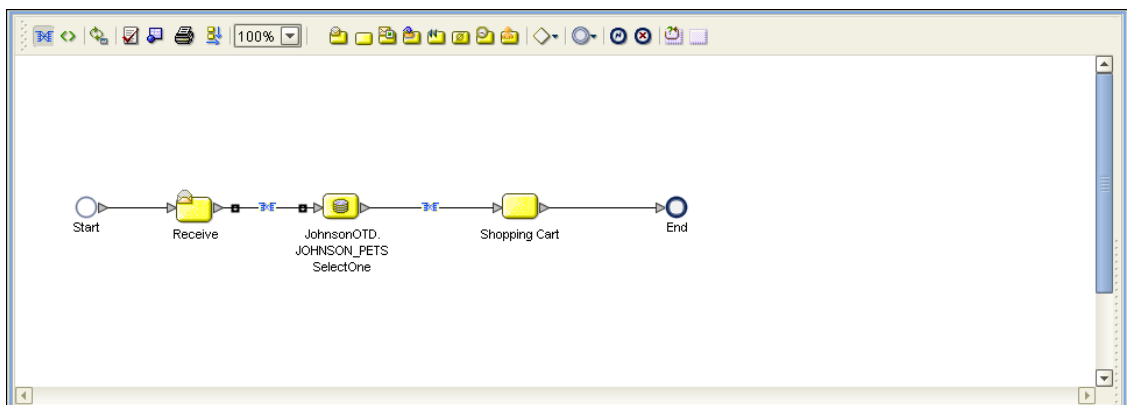 100%
Start
Receive
JohnsonOTD.
JOHNSON_PETS
SelectOne
Shopping Cart
End